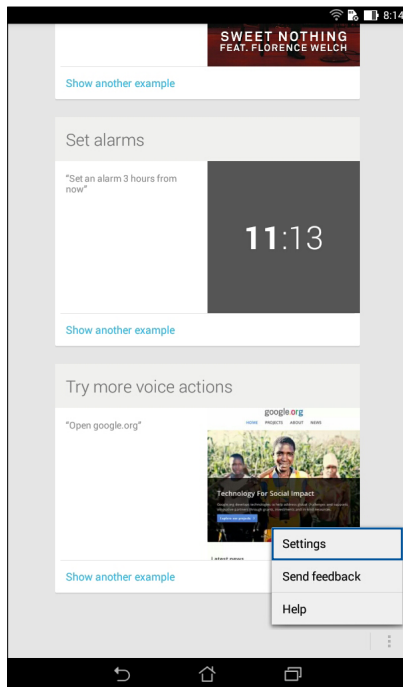 8:14
SWEET NOTHING
FEAT. FLORENCE WELCH
Show another example
Set alarms
"Set an alarm 3 hours from
now"
11:13
Show another example
Try more voice actions
"Open google.org"
google.org
HOME PROJECTS ABOUT NEWS
Technology For Social Impact
Latest news
Show another example
Settings
Send feedback
Help